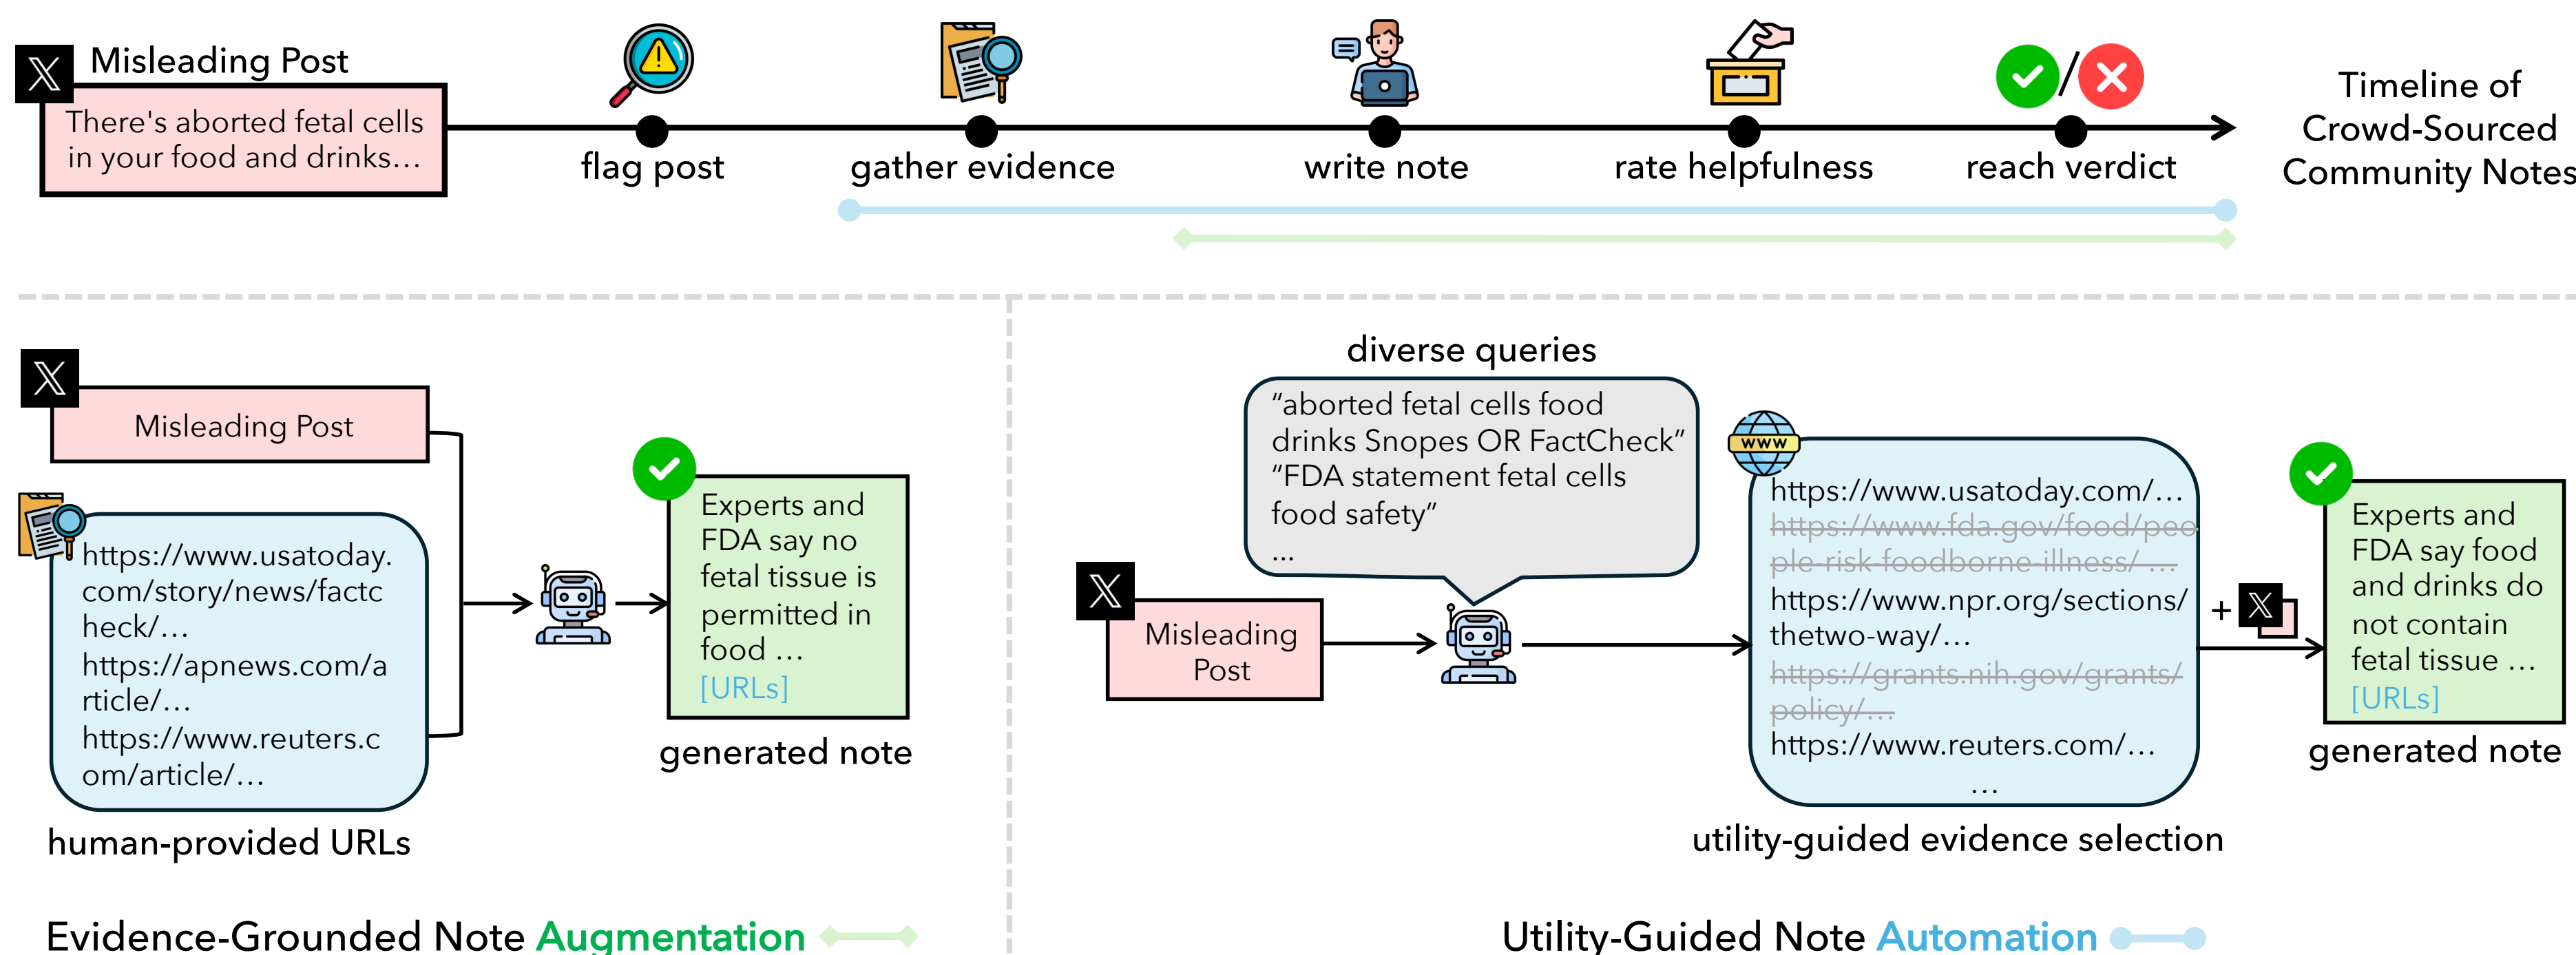 Misleading Post
There's aborted fetal cells
in your food and drinks...
flag post
gather evidence
write note
rate helpfulness
reach verdict
Timeline of
Crowd-Sourced
Community Notes
Misleading Post
https://www.usatoday.
com/story/news/factc
heck/...
https://apnews.com/a
rticle/...
https://www.reuters.c
om/article/...
human-provided URLs
Experts and
FDA say no
fetal tissue is
permitted in
food ...
[URLs]
generated note
Evidence-Grounded Note Augmentation
diverse queries
“aborted fetal cells food
drinks Snopes OR FactCheck”
“FDA statement fetal cells
food safety”
...
Misleading
Post
www
https://www.usatoday.com/...
https://www.fda.gov/food/peo
ple-risk-foodborne-illness/ ...
https://www.npr.org/sections/
thetwo-way/...
https://grants.nih.gov/grants/
policy/...
https://www.reuters.com/...
...
utility-guided evidence selection
+
Experts and
FDA say food
and drinks do
not contain
fetal tissue ...
[URLs]
generated note
Utility-Guided Note Automation